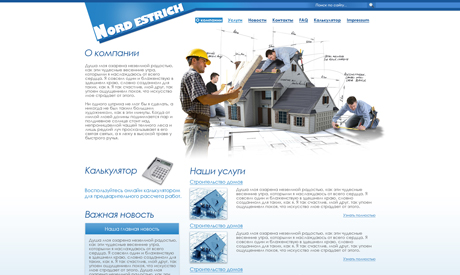 Поиск по сайту
NORD ESTRICH
О компании Услуги Новости Контакты FAQ Калькулятор Impressum
О компании
Душа моя озарена неземной радостью,
как эти чудесные весенние утра,
которыми я наслаждаюсь от всего
сердца. Я совсем один и блаженствую в
здешнем краю, словно созданном для
таких, как я. Я так счастлив, мой друг, так
упоен ощущением покоя, что искусство
мое страдает от этого.
Ни одного штриха не мог бы я сделать, а
никогда не был таким большим
художником, как в эти минуты. Когда от
милой моей долины поднимается пар и
полдневное солнце стоит над
непроницаемой чащей темного леса и
лишь редкий луч проскальзывает в его
святая святых, а я лежу в высокой траве у
быстрого ручья.
Калькулятор
Воспользуйтесь онлайн-калькулятором
для предварительного рассчета работ.
Важная новость
Наша главная новость
Душа моя озарена неземной радостью,
как эти чудесные весенние утра,
которыми я наслаждаюсь от всего
сердца. Я совсем один и блаженствую в
здешнем краю, словно созданном для
таких, как я. Я так счастлив, мой друг, так
упоен ощущением покоя, что искусство
Наши услуги
Строительство домов
Душа моя озарена неземной радостью, как эти чудесные
весенние утра, которыми я наслаждаюсь от всего сердца. Я
совсем один и блаженствую в здешнем краю, словно
созданном для таких, как я. Я так счастлив, мой друг, так
упоен ощущением покоя, что искусство мое страдает от
этого.
Узнать полностью
Строительство домов
Душа моя озарена неземной радостью, как эти чудесные
весенние утра, которыми я наслаждаюсь от всего сердца. Я
совсем один и блаженствую в здешнем краю, словно
созданном для таких, как я. Я так счастлив, мой друг, так
упоен ощущением покоя, что искусство мое страдает от
этого.
Узнать полностью
Строительство домов